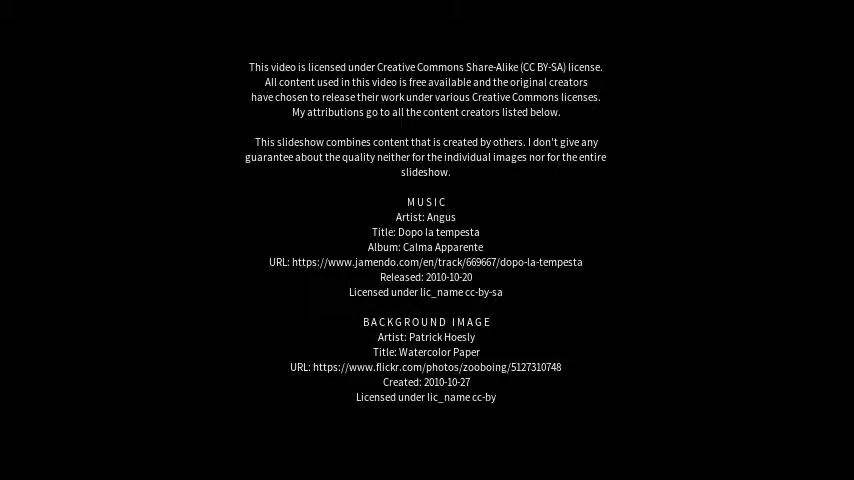 This video is licensed under Creative Commons Share-Alike (CC BY-SA) license.
All content used in this video is free available and the original creators
have chosen to release their work under various Creative Commons licenses.
My attributions go to all the content creators listed below.
This slideshow combines content that is created by others. I don't give any
guarantee about the quality neither for the individual images nor for the entire
slideshow.
MUSIC
Artist: Angus
Title: Dopo la tempesta
Album: Calma Apparente
URL: https://www.jamendo.com/en/track/669667/dopo-la-tempesta
Released: 2010-10-20
Licensed under lic_name cc-by-sa
BACKGROUND IMAGE
Artist: Patrick Hoesly
Title: Watercolor Paper
URL: https://www.flickr.com/photos/zooboing/5127310748
Created: 2010-10-27
Licensed under lic_name cc-by